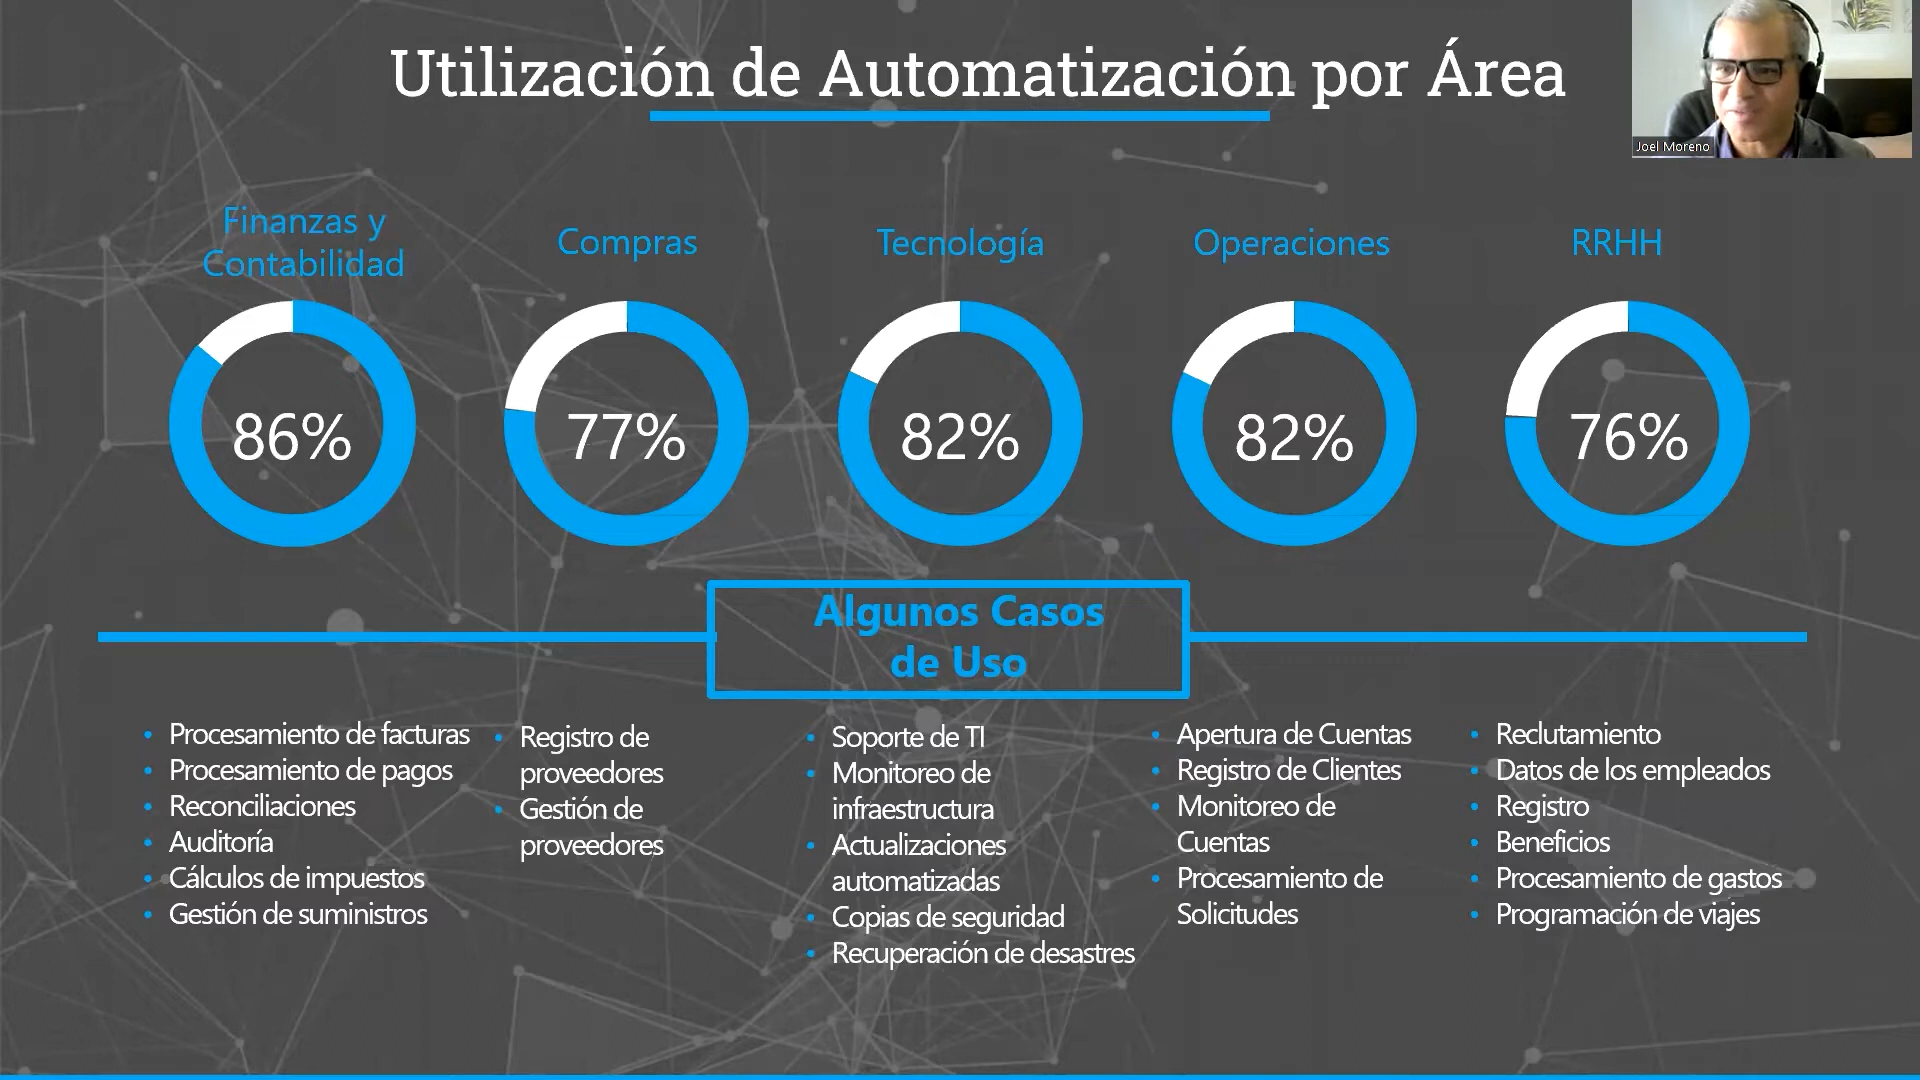 Utilización de Automatización por Área
Joel Moreno
Finanzas y
Contabilidad
Compras
Tecnología
Operaciones
RRHH
86%
77%
82%
82%
76%
Algunos Casos
de Uso
• Procesamiento de facturas
• Procesamiento de pagos
• Reconciliaciones
• Auditoría
• Cálculos de impuestos
• Gestión de suministros
• Registro de
proveedores
• Gestión de
proveedores
• Soporte de TI
• Monitoreo de
infraestructura
• Actualizaciones
automatizadas
• Copias de seguridad
• Recuperación de desastres
• Apertura de Cuentas
• Registro de Clientes
• Monitoreo de
Cuentas
• Procesamiento de
Solicitudes
• Reclutamiento
• Datos de los empleados
• Registro
• Beneficios
• Procesamiento de gastos
• Programación de viajes